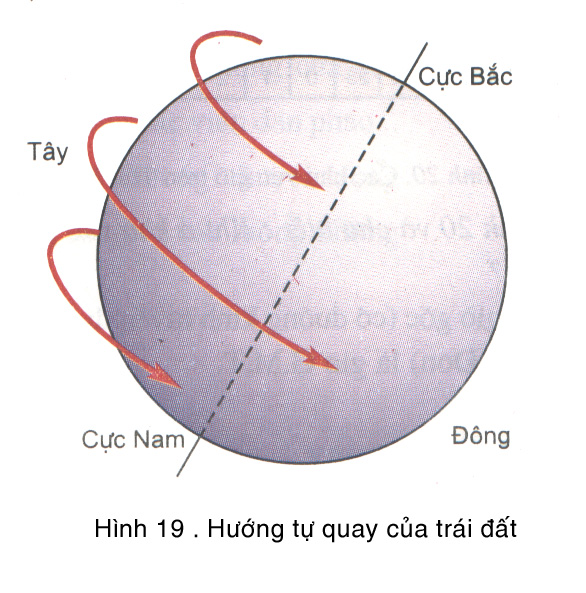 Cực Bắc
Tây
Cực Nam
Đông
Hình 19 . Hướng tự quay của trái đất